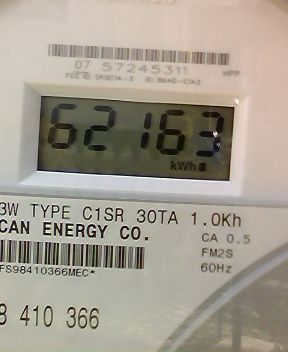 07 57245311
62163
kWh
3W TYPE C1SR 30TA 1.0Kh
CAN ENERGY CO.
CA 0.5
FM2S
60Hz
FS98410366MEC*
8 410 366